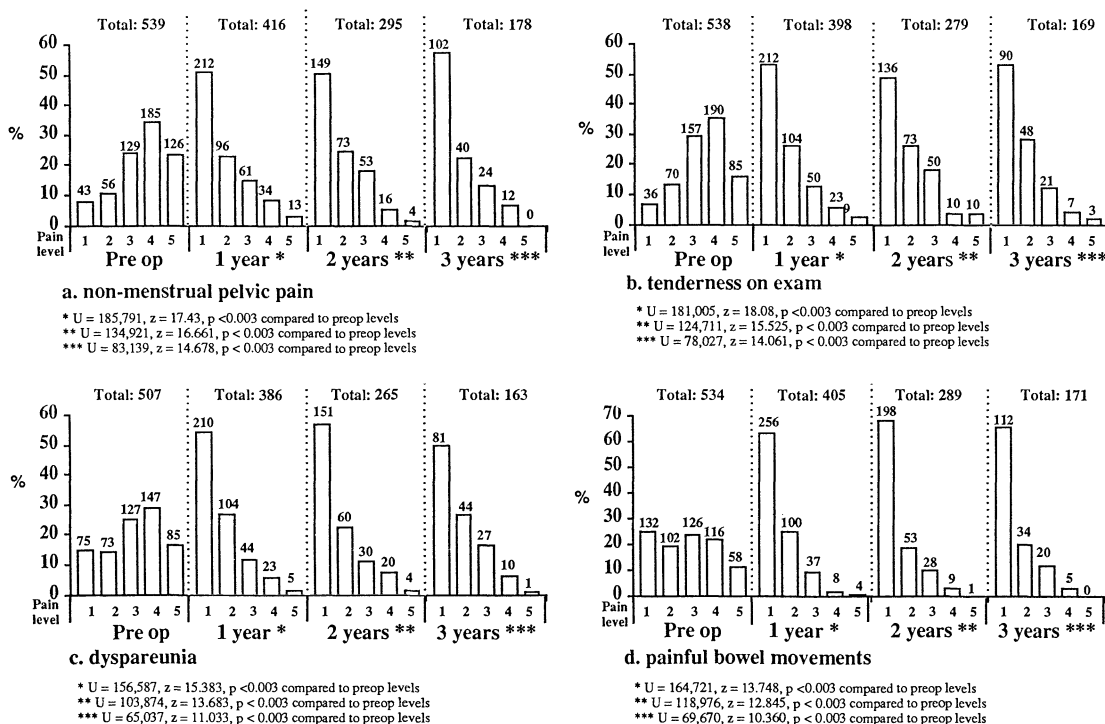 Total: 539 Total: 416 Total: 295 Total: 178
60
50
40
30
20
10
0
%
43 56 129 185 126
212 96 61 34 13
149 73 53 16 4
102 40 24 12 0
Pain level 1 2 3 4 5 1 2 3 4 5 1 2 3 4 5 1 2 3 4 5
Pre op 1 year * 2 years ** 3 years ***
a. non-menstrual pelvic pain
* U = 185,791, z = 17.43, p <0.003 compared to preop levels
** U = 134,921, z = 16.661, p < 0.003 compared to preop levels
*** U = 83,139, z = 14.678, p < 0.003 compared to preop levels
Total: 538 Total: 398 Total: 279 Total: 169
60
50
40
30
20
10
0
%
36 70 157 190 85
212 104 50 23 9
136 73 50 10 10
90 48 21 7 3
Pain level 1 2 3 4 5 1 2 3 4 5 1 2 3 4 5 1 2 3 4 5
Pre op 1 year * 2 years ** 3 years ***
b. tenderness on exam
* U = 181,005, z = 18.08, p <0.003 compared to preop levels
** U = 124,711, z = 15.525, p < 0.003 compared to preop levels
*** U = 78,027, z = 14.061, p < 0.003 compared to preop levels
Total: 507 Total: 386 Total: 265 Total: 163
60
50
40
30
20
10
0
%
75 73 127 147 85
210 104 44 23 5
151 60 30 20 4
81 44 27 10 1
Pain level 1 2 3 4 5 1 2 3 4 5 1 2 3 4 5 1 2 3 4 5
Pre op 1 year * 2 years ** 3 years ***
c. dyspareunia
* U = 156,587, z = 15.383, p <0.003 compared to preop levels
** U = 103,874, z = 13.683, p < 0.003 compared to preop levels
*** U = 65,037, z = 11.033, p < 0.003 compared to preop levels
Total: 534 Total: 405 Total: 289 Total: 171
70
60
50
40
30
20
10
0
%
132 102 126 116 58
256 100 37 8 4
198 53 28 9 1
112 34 20 5 0
Pain level 1 2 3 4 5 1 2 3 4 5 1 2 3 4 5 1 2 3 4 5
Pre op 1 year * 2 years ** 3 years ***
d. painful bowel movements
* U = 164,721, z = 13.748, p <0.003 compared to preop levels
** U = 118,976, z = 12.845, p < 0.003 compared to preop levels
*** U = 69,670, z = 10.360, p < 0.003 compared to preop levels